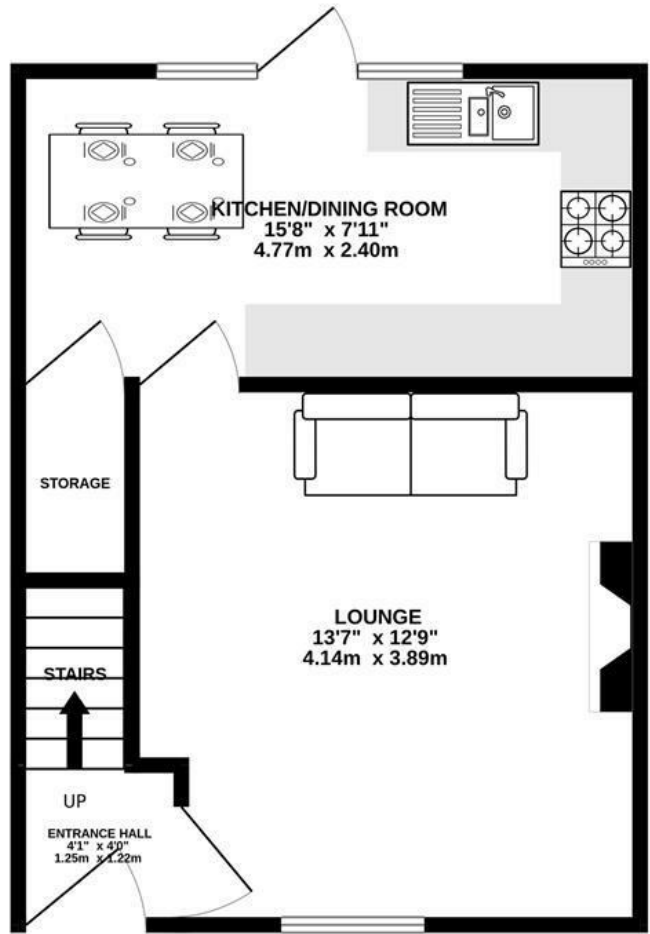 KITCHEN/DINING ROOM
15'8" x 7'11"
4.77m x 2.40m
STORAGE
LOUNGE
13'7" x 12'9"
4.14m x 3.89m
STAIRS
UP
ENTRANCE HALL
4'1" x 4'0"
1.25m x 1.22m